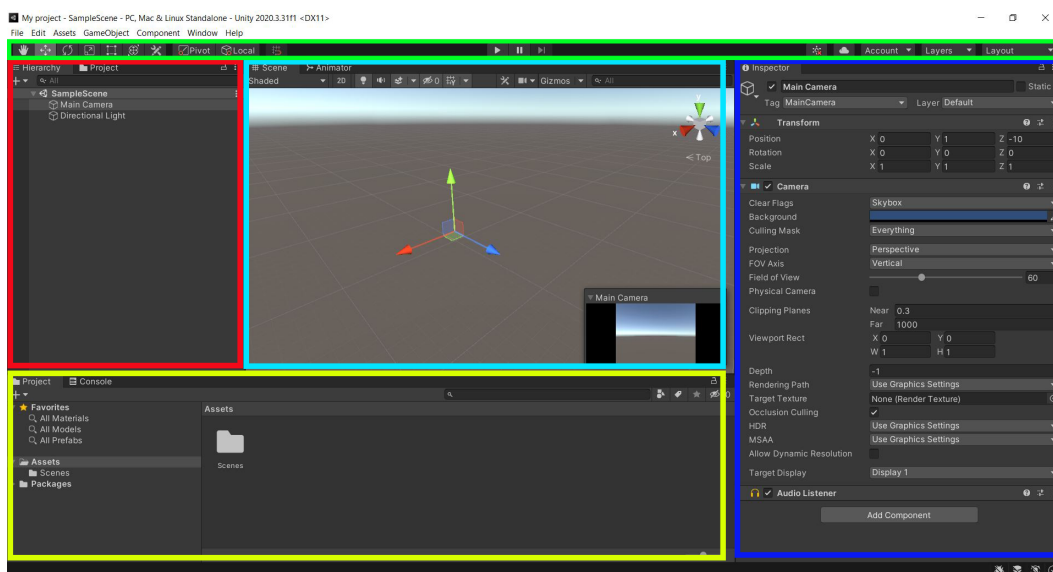 My project - SampleScene - PC, Mac & Linux Standalone - Unity 2020.3.31f1 <DX11>
File Edit Assets GameObject Component Window Help
Pivot Local Account Layers Layout
Hierarchy Project
All
SampleScene
Main Camera
Directional Light
Scene Animator
Shaded 2D 0 Gizmos All
y
x
Top
Main Camera
Project Console
Favorites
All Materials
All Models
All Prefabs
Assets
Scenes
Packages
Assets
Scenes
Inspector
Main Camera Static
Tag MainCamera Layer Default
Transform
Position X 0 Y 1 Z -10
Rotation X 0 Y 0 Z 0
Scale X 1 Y 1 Z 1
Camera
Clear Flags Skybox
Background
Culling Mask Everything
Projection Perspective
FOV Axis Vertical
Field of View 60
Physical Camera
Clipping Planes Near 0.3
Far 1000
Viewport Rect X 0 Y 0
W 1 H 1
Depth -1
Rendering Path Use Graphics Settings
Target Texture None (Render Texture)
Occlusion Culling
HDR Use Graphics Settings
MSAA Use Graphics Settings
Allow Dynamic Resolution
Target Display Display 1
Audio Listener
Add Component